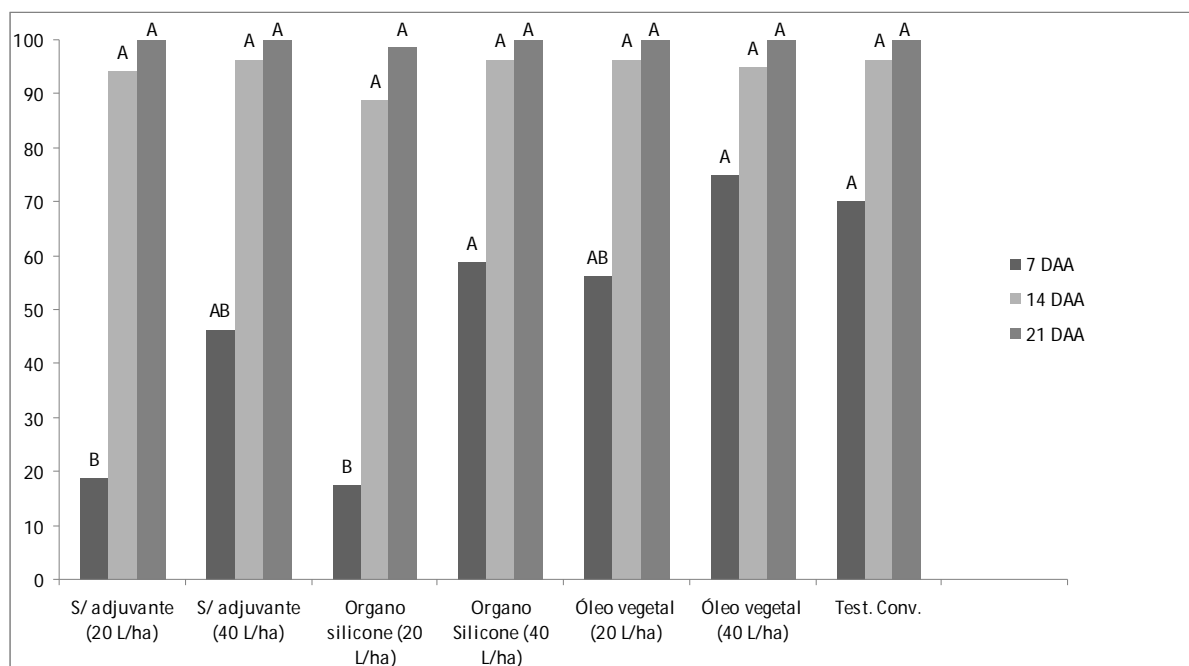 A A A A A A A
100
A A A A A A A
90
80
A
A
70
60
A
AB
50
AB
40
30
20
B
B
10
0
7 DAA
14 DAA
21 DAA
S/ adjuvante
(20 L/ha)
S/ adjuvante
(40 L/ha)
Organo
silicone (20
L/ha)
Organo
Silicone (40
L/ha)
Óleo vegetal
(20 L/ha)
Óleo vegetal
(40 L/ha)
Test. Conv.